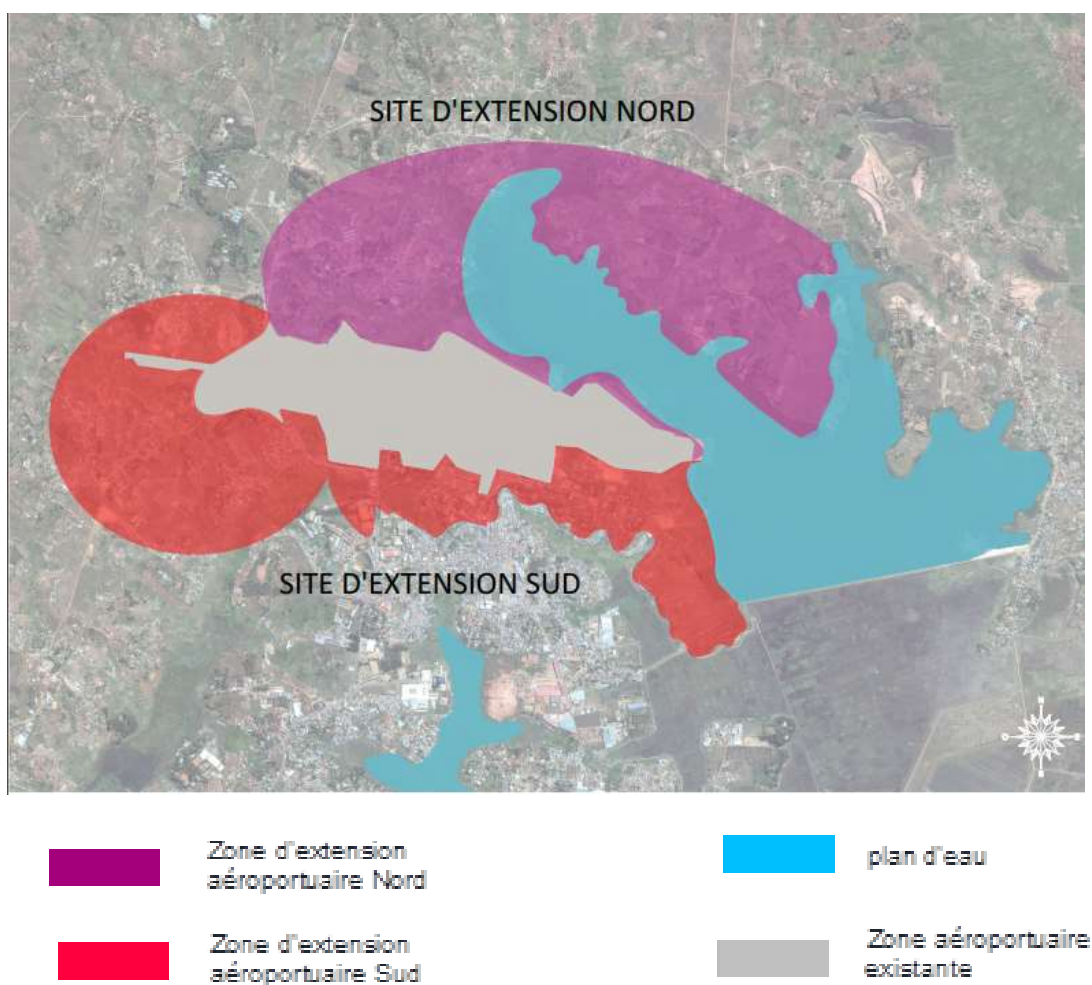 SITE D'EXTENSION NORD
SITE D'EXTENSION SUD
Zone d'extension
aéroportuaire Nord
plan d'eau
Zone d'extension
aéroportuaire Sud
Zone aéroportuaire
existante